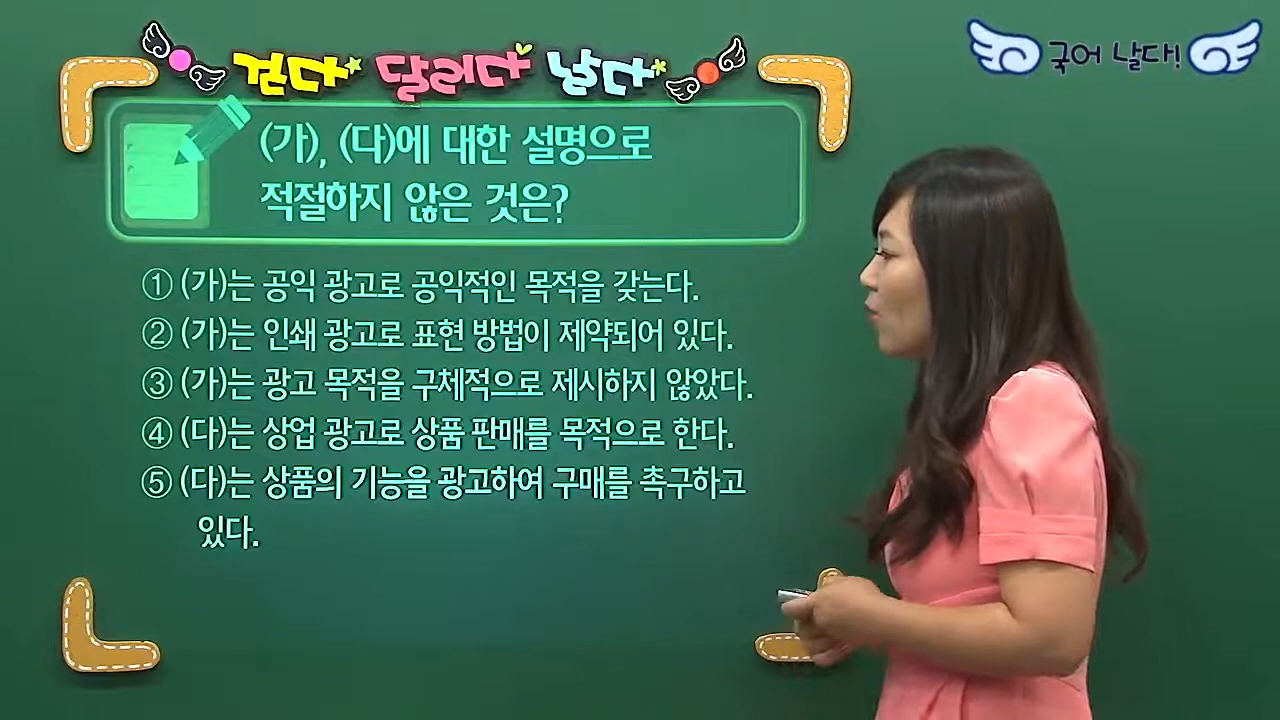 걷다 달리다 날다
국어 날다!
(가), (다)에 대한 설명으로
적절하지 않은 것은?
① (가)는 공익 광고로 공익적인 목적을 갖는다.
② (가)는 인쇄 광고로 표현 방법이 제약되어 있다.
③ (가)는 광고 목적을 구체적으로 제시하지 않았다.
④ (다)는 상업 광고로 상품 판매를 목적으로 한다.
⑤ (다)는 상품의 기능을 광고하여 구매를 촉구하고
있다.